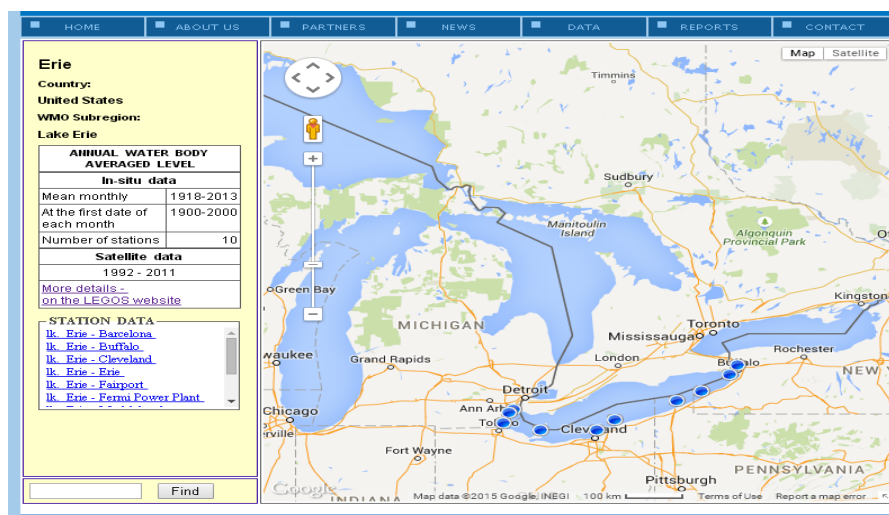 HOME ABOUT US PARTNERS NEWS DATA REPORTS CONTACT
Erie
Country:
United States
WMO Subregion:
Lake Erie
ANNUAL WATER BODY
AVERAGED LEVEL
In-situ data
Mean monthly 1918-2013
At the first date of 1900-2000
each month
Number of stations 10
Satellite data
1992 - 2011
More details -
on the LEGOS website
STATION DATA
lk. Erie - Barcelona
lk. Erie - Buffalo
lk. Erie - Cleveland
lk. Erie - Erie
lk. Erie - Fairport
lk. Erie - Fermi Power Plant
Find
Map Satellite
Timmins
Sudbury
Manitoulin
Island
Algonquin
Provincial Park
Green Bay
Kingston
MICHIGAN
Toronto
Mississauga
waukee
Grand Rapids
London
Rochester
Buffalo
NEW
Detroit
Ann Ar
Chicago
Toledo
Cleveland
erville
Fort Wayne
PENNSYLVANIA
Pittsburgh
Google
INDIANA
Map data ©2015 Google, INEGI 100 km Terms of Use Report a map error